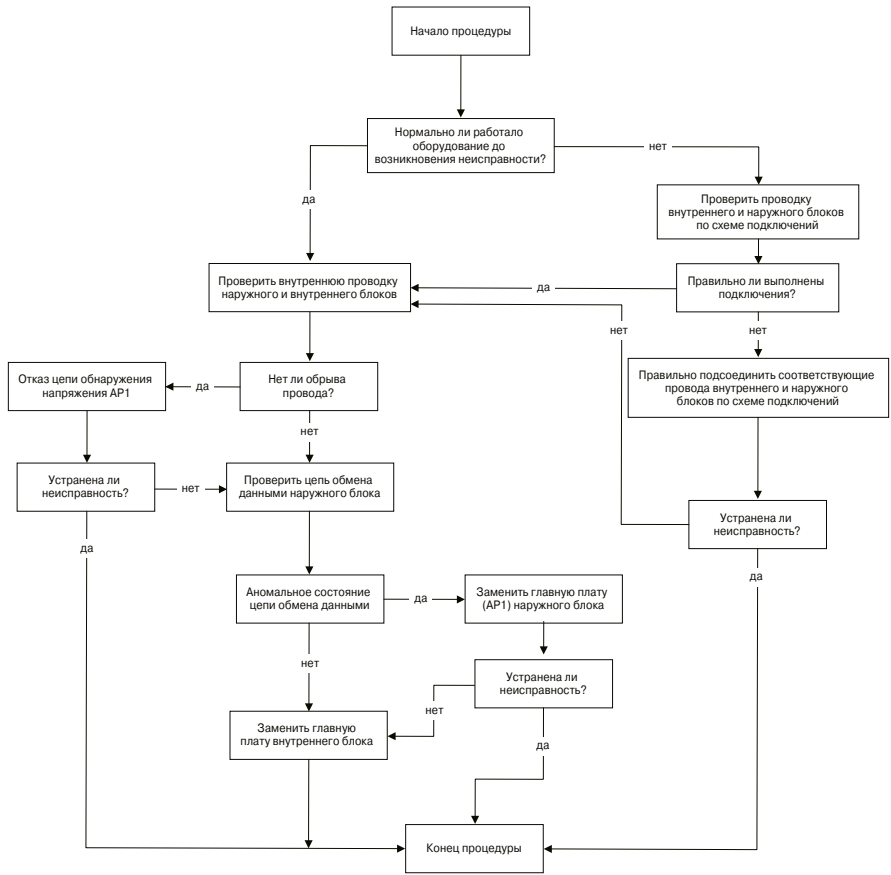 Начало процедуры
Нормально ли работало
оборудование до
возникновения неисправности?
нет
да
Проверить проводку
внутреннего и наружного блоков
по схеме подключений
Проверить внутреннюю проводку
наружного и внутреннего блоков
да
Правильно ли выполнены
подключения?
нет
нет
Отказ цепи обнаружения
напряжения AP1
да
Нет ли обрыва
провода?
Правильно подсоединить соответствующие
провода внутреннего и наружного
блоков по схеме подключений
нет
Устранена ли
неисправность?
нет
Проверить цепь обмена
данными наружного блока
Устранена ли
неисправность?
да
да
Аномальное состояние
цепи обмена данными
да
Заменить главную плату
(AP1) наружного блока
нет
Устранена ли
неисправность?
нет
Заменить главную
плату внутреннего блока
да
Конец процедуры